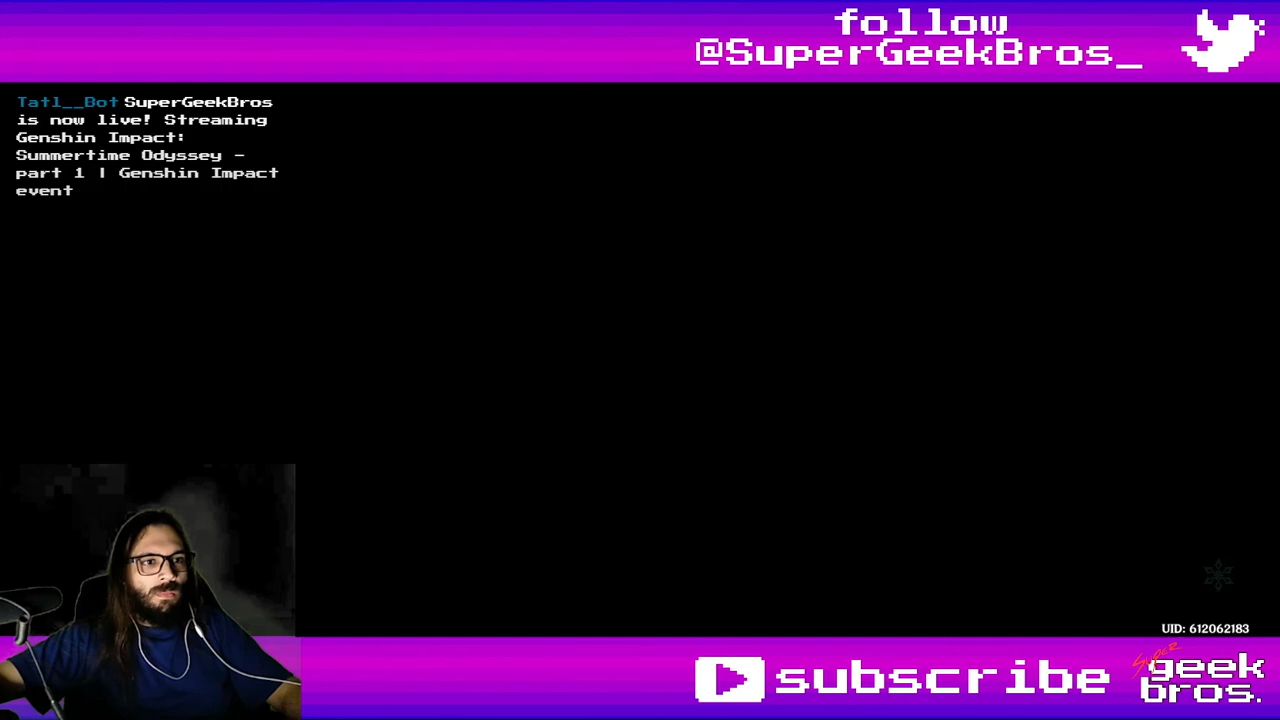 follow
@SuperGeekBros_
Tatl__Bot SuperGeekBros
is now live! Streaming
Genshin Impact:
Summertime Odyssey -
part 1 | Genshin Impact
event
UID: 612062183
subscribe
SUPER
geek
bros.